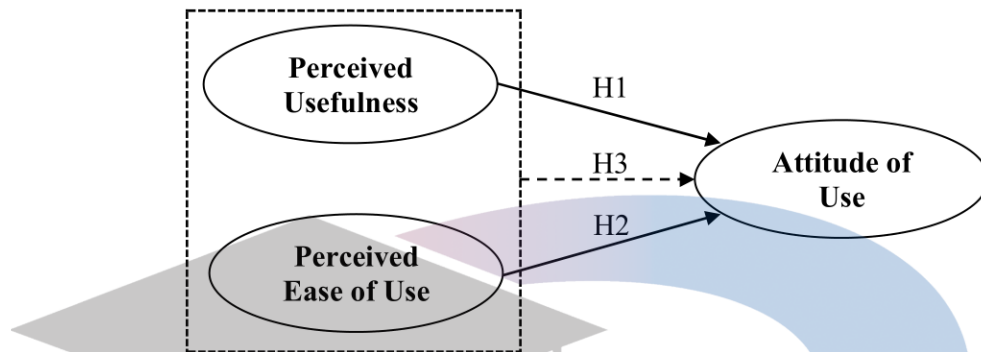 Perceived
Usefulness
H1
Attitude of
Use
H3
H2
Perceived
Ease of Use